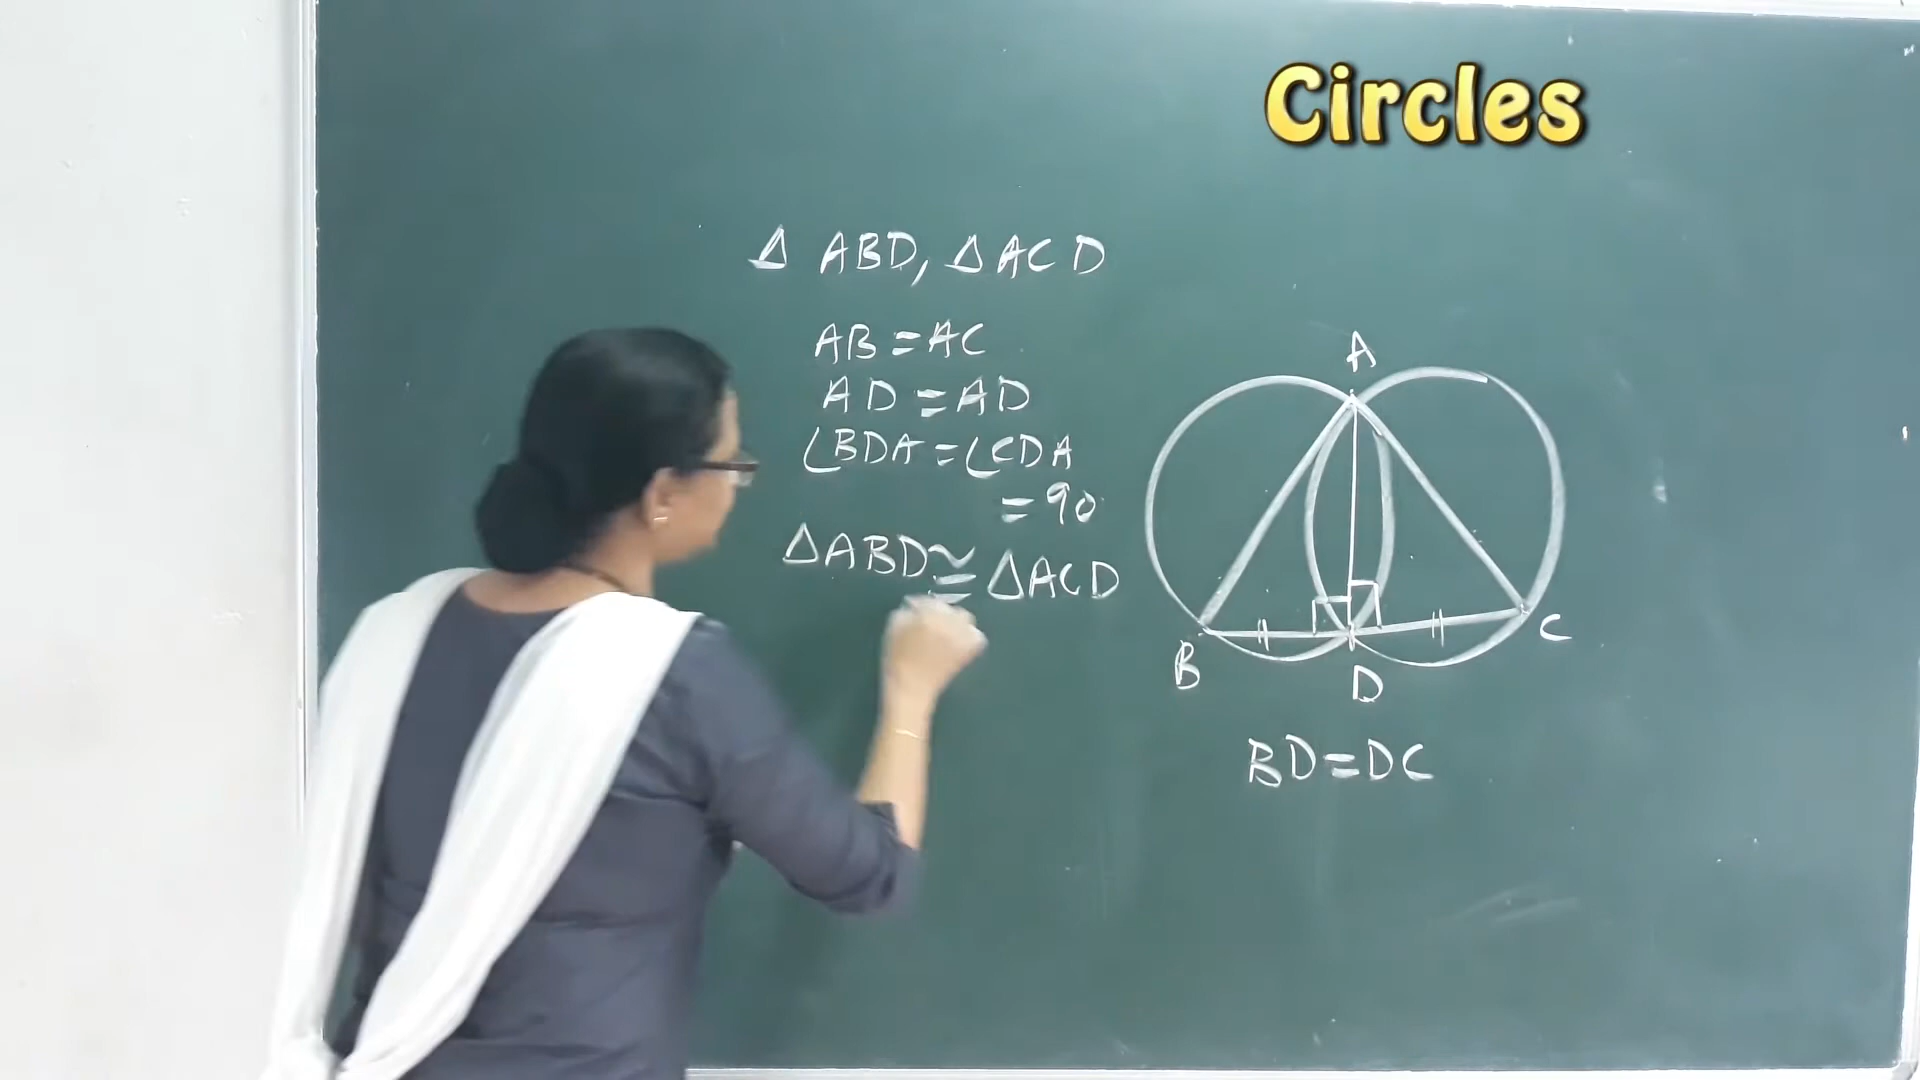 Circles
Δ ABD, Δ ACD
AB = AC
AD = AD
∠BDA = ∠CDA
= 90
ΔABD ≅ ΔACD
A
B
C
D
BD = DC